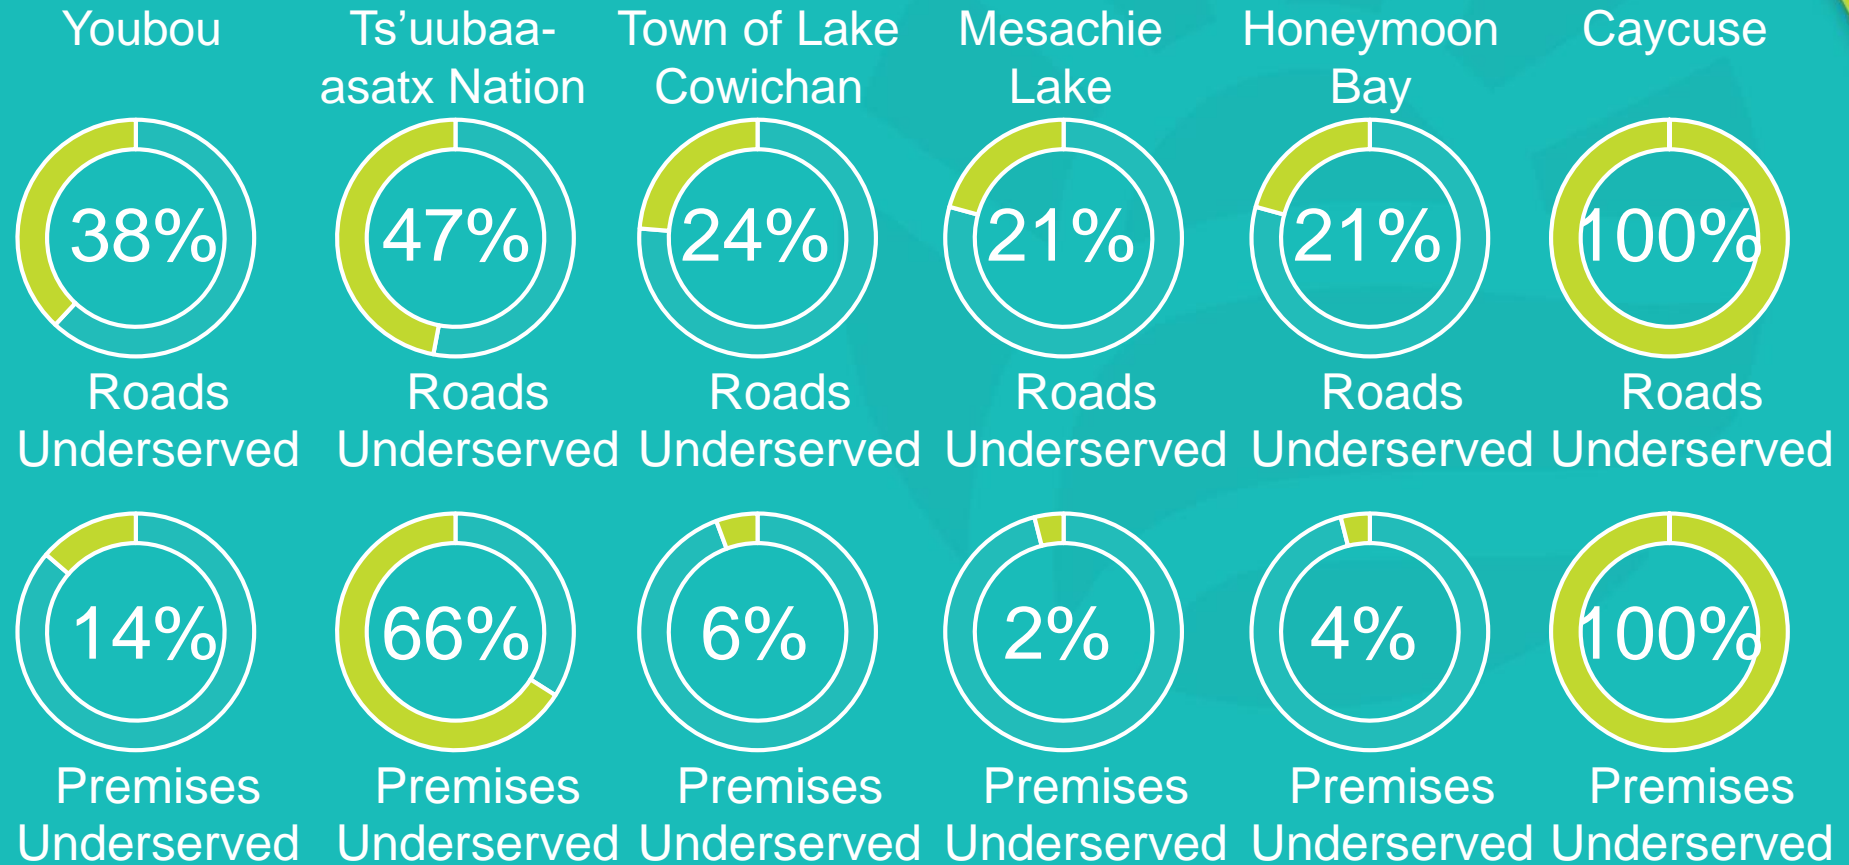 Youbou
Ts’uubaa-
asatx Nation
Town of Lake
Cowichan
Mesachie
Lake
Honeymoon
Bay
Caycuse
38%
47%
24%
21%
21%
100%
Roads
Underserved
Roads
Underserved
Roads
Underserved
Roads
Underserved
Roads
Underserved
Roads
Underserved
14%
66%
6%
2%
4%
100%
Premises
Underserved
Premises
Underserved
Premises
Underserved
Premises
Underserved
Premises
Underserved
Premises
Underserved